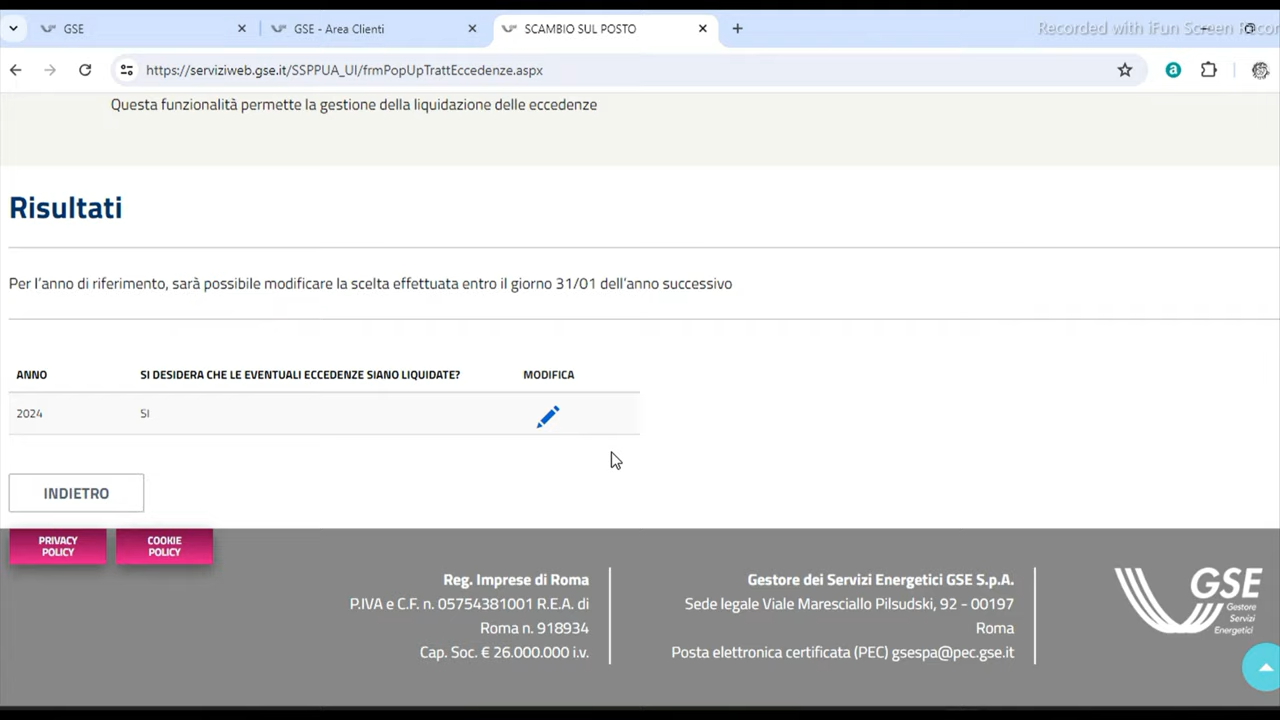 GSE
GSE - Area Clienti
SCAMBIO SUL POSTO
Recorded with iFun Screen Recor
https://serviziweb.gse.it/SSPPUA_UI/frmPopUpTrattEccedenze.aspx
a
Questa funzionalità permette la gestione della liquidazione delle eccedenze
Risultati
Per l’anno di riferimento, sarà possibile modificare la scelta effettuata entro il giorno 31/01 dell’anno successivo
ANNO SI DESIDERA CHE LE EVENTUALI ECCEDENZE SIANO LIQUIDATE? MODIFICA
2024 SI
INDIETRO
PRIVACY
POLICY
COOKIE
POLICY
Reg. Imprese di Roma
P.IVA e C.F. n. 05754381001 R.E.A. di
Roma n. 918934
Cap. Soc. € 26.000.000 i.v.
Gestore dei Servizi Energetici GSE S.p.A.
Sede legale Viale Maresciallo Pilsudski, 92 - 00197
Roma
Posta elettronica certificata (PEC) gsespa@pec.gse.it
GSE
Gestore
Servizi
Energetici